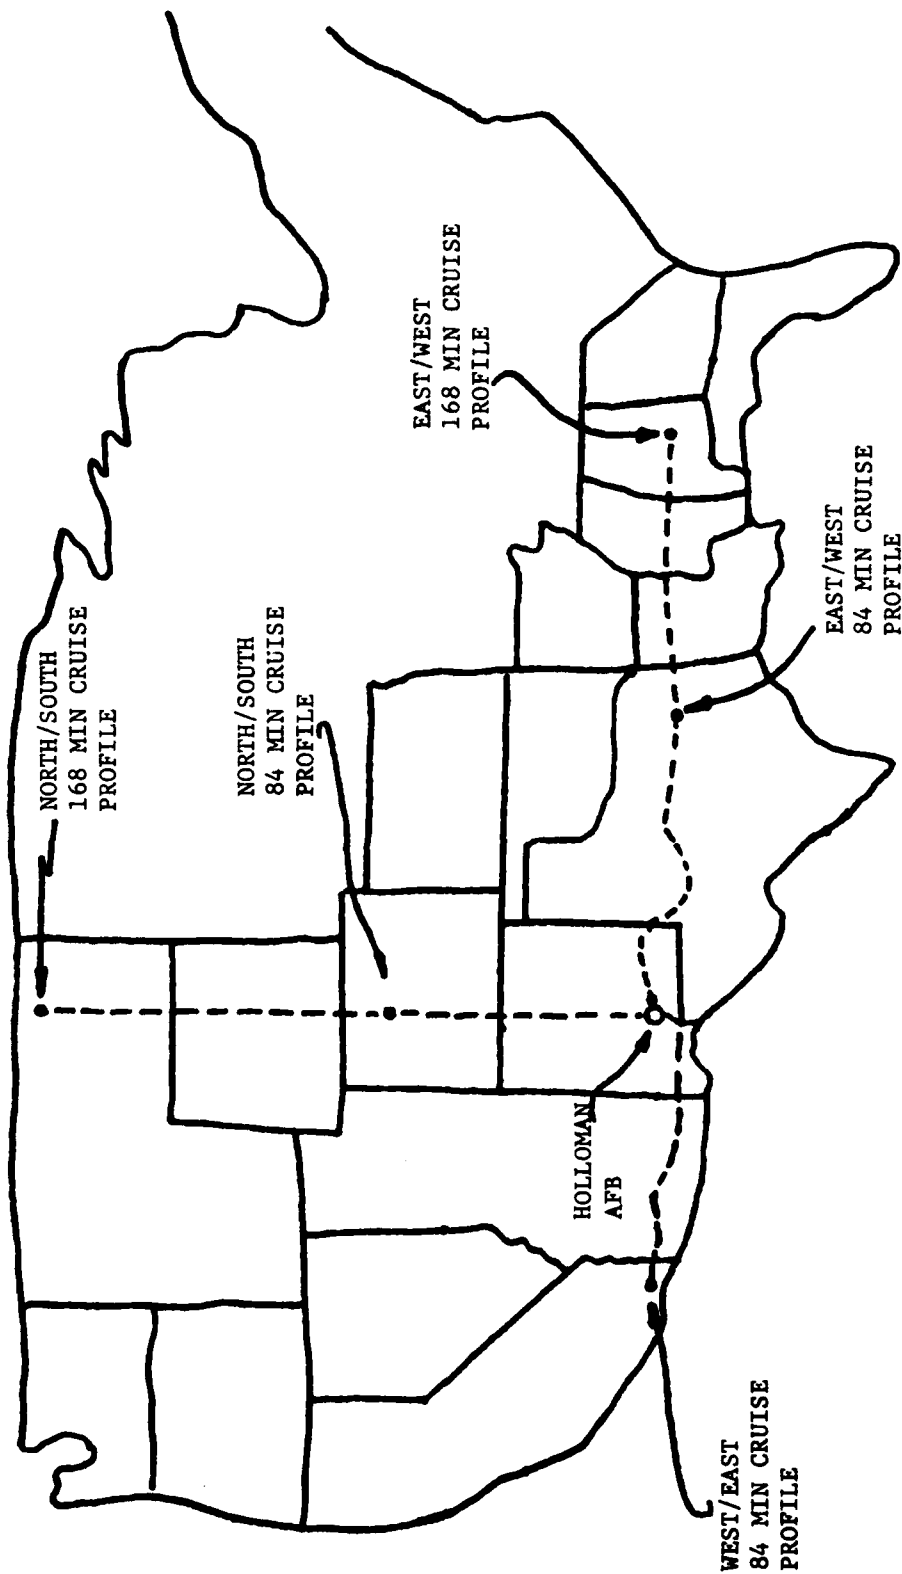 NORTH/SOUTH
168 MIN CRUISE
PROFILE
NORTH/SOUTH
84 MIN CRUISE
PROFILE
EAST/WEST
168 MIN CRUISE
PROFILE
EAST/WEST
84 MIN CRUISE
PROFILE
HOLLOMAN
AFB
WEST/EAST
84 MIN CRUISE
PROFILE